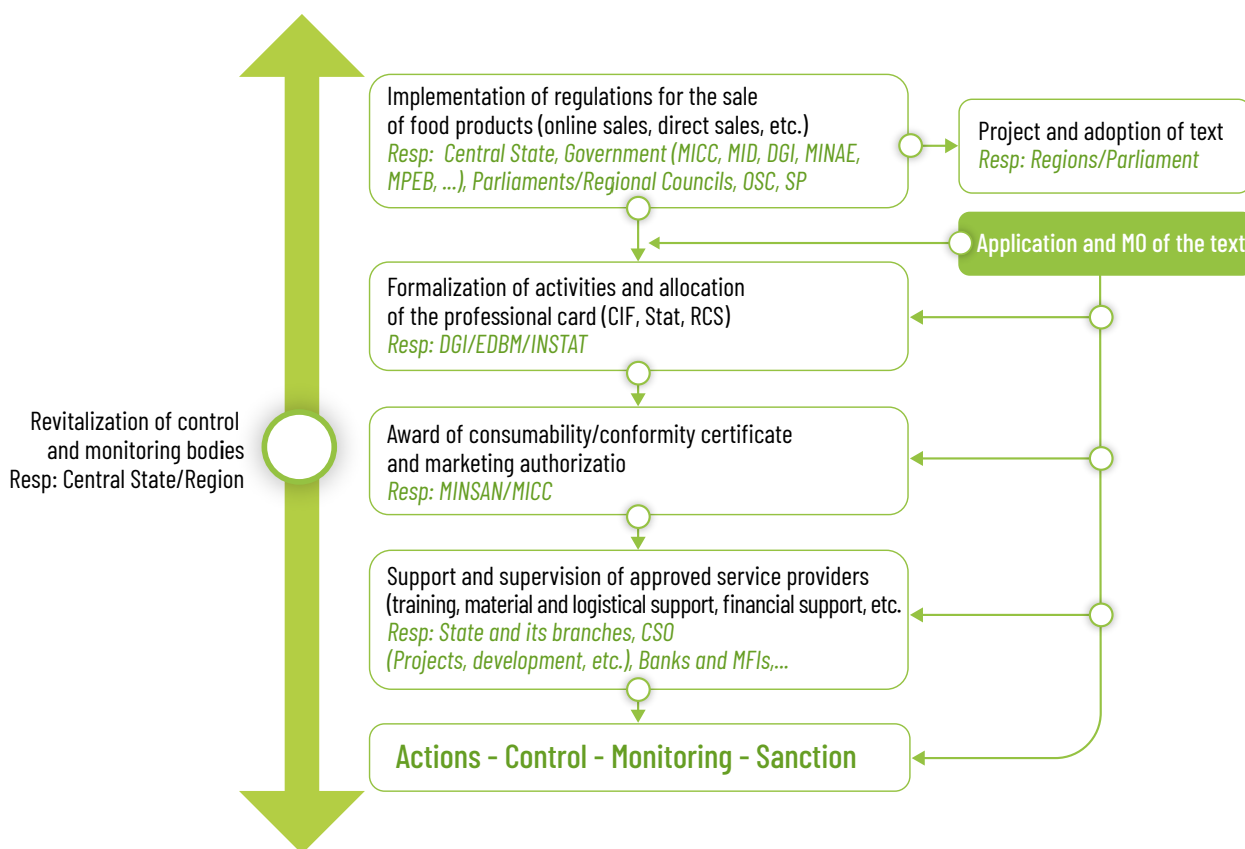 Implementation of regulations for the sale
of food products (online sales, direct sales, etc.)
Resp: Central State, Government (MICC, MID, DGI, MINAE,
MPEB, ...), Parliaments/Regional Councils, OSC, SP
Project and adoption of text
Resp: Regions/Parliament
Application and MO of the text
Formalization of activities and allocation
of the professional card (CIF, Stat, RCS)
Resp: DGI/EDBM/INSTAT
Revitalization of control
and monitoring bodies
Resp: Central State/Region
Award of consumability/conformity certificate
and marketing authorizatio
Resp: MINSAN/MICC
Support and supervision of approved service providers
(training, material and logistical support, financial support, etc.
Resp: State and its branches, CSO
(Projects, development, etc.), Banks and MFIs,...
Actions - Control - Monitoring - Sanction